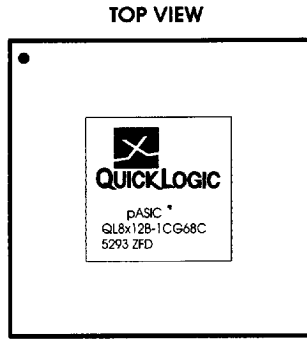 TOP VIEW
QUICKLOGIC
pASIC
QL8x12B-1CG68C
5293 ZFD